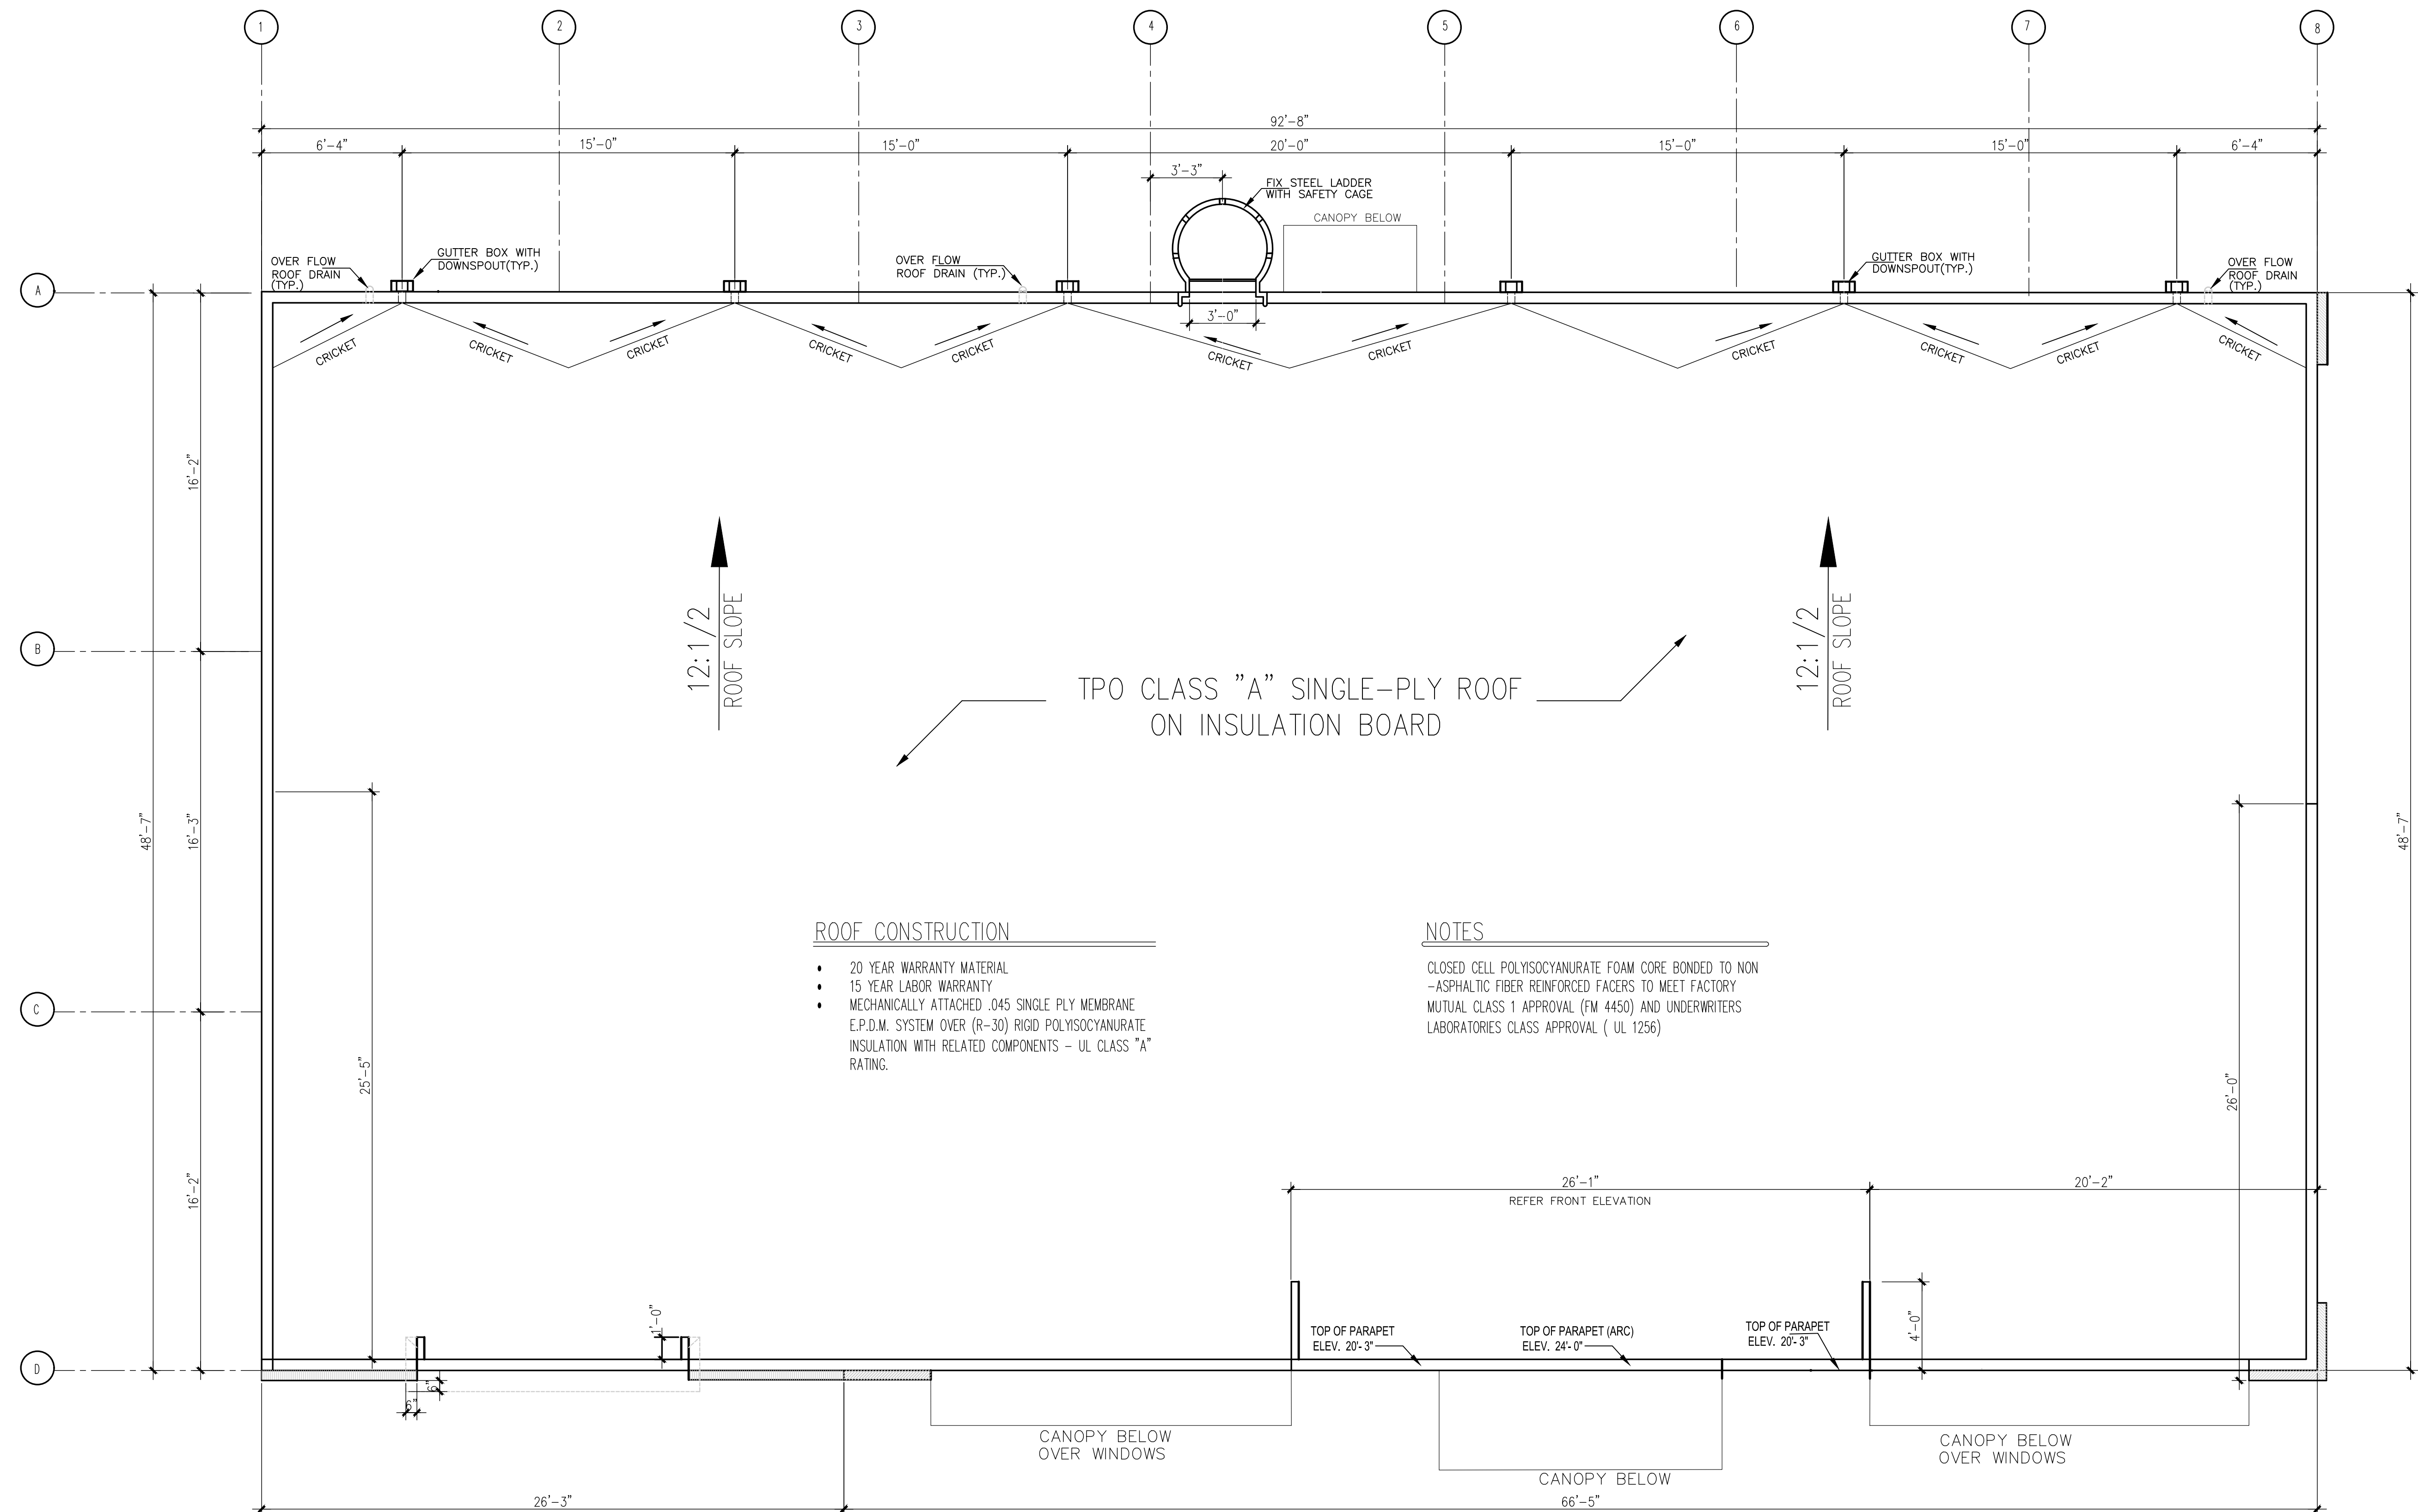 1 2 3 4 5 6 7 8
92'-8"
6'-4" 15'-0" 15'-0" 20'-0" 15'-0" 15'-0" 6'-4"
3'-3"
FIX STEEL LADDER
WITH SAFETY CAGE
CANOPY BELOW
OVER FLOW
ROOF DRAIN
(TYP.)
GUTTER BOX WITH
DOWNSPOUT(TYP.)
OVER FLOW
ROOF DRAIN (TYP.)
GUTTER BOX WITH
DOWNSPOUT(TYP.)
OVER FLOW
ROOF DRAIN
(TYP.)
A
3'-0"
CRICKET CRICKET CRICKET CRICKET CRICKET CRICKET CRICKET CRICKET CRICKET CRICKET CRICKET
16'-2"
12:1/2
ROOF SLOPE
12:1/2
ROOF SLOPE
B
TPO CLASS "A" SINGLE-PLY ROOF
ON INSULATION BOARD
48'-7"
16'-3"
48'-7"
ROOF CONSTRUCTION
• 20 YEAR WARRANTY MATERIAL
• 15 YEAR LABOR WARRANTY
• MECHANICALLY ATTACHED .045 SINGLE PLY MEMBRANE
E.P.D.M. SYSTEM OVER (R-30) RIGID POLYISOCYANURATE
INSULATION WITH RELATED COMPONENTS - UL CLASS "A"
RATING.
NOTES
CLOSED CELL POLYISOCYANURATE FOAM CORE BONDED TO NON
-ASPHALTIC FIBER REINFORCED FACERS TO MEET FACTORY
MUTUAL CLASS 1 APPROVAL (FM 4450) AND UNDERWRITERS
LABORATORIES CLASS APPROVAL ( UL 1256)
C
25'-5"
26'-0"
16'-2"
26'-1"
REFER FRONT ELEVATION
20'-2"
1'-0"
TOP OF PARAPET
ELEV. 20'-3"
TOP OF PARAPET (ARC)
ELEV. 24'-0"
TOP OF PARAPET
ELEV. 20'-3"
4'-0"
D
6"
6"
CANOPY BELOW
OVER WINDOWS
CANOPY BELOW
CANOPY BELOW
OVER WINDOWS
26'-3" 66'-5"